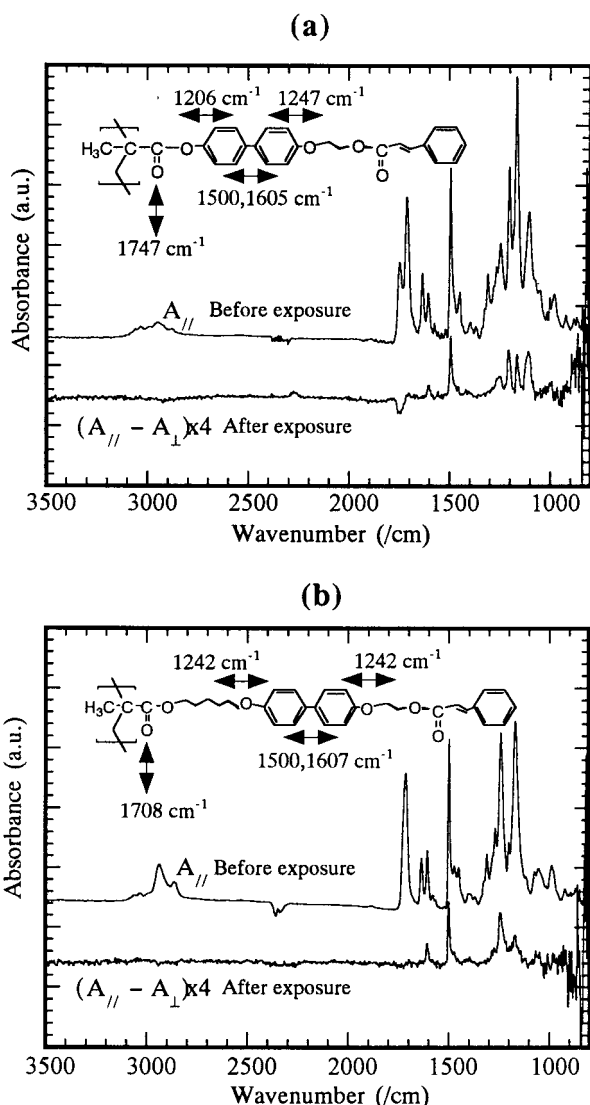 (a)
1206 cm⁻¹ 1247 cm⁻¹
H₃C O O O O O
1500,1605 cm⁻¹
1747 cm⁻¹
A// Before exposure
(A// − A⊥)x4 After exposure
Absorbance (a.u.)
3500 3000 2500 2000 1500 1000
Wavenumber (/cm)
(b)
1242 cm⁻¹ 1242 cm⁻¹
H₃C O O O O O O
1500,1607 cm⁻¹
1708 cm⁻¹
A// Before exposure
(A// − A⊥)x4 After exposure
Absorbance (a.u.)
3500 3000 2500 2000 1500 1000
Wavenumber (/cm)